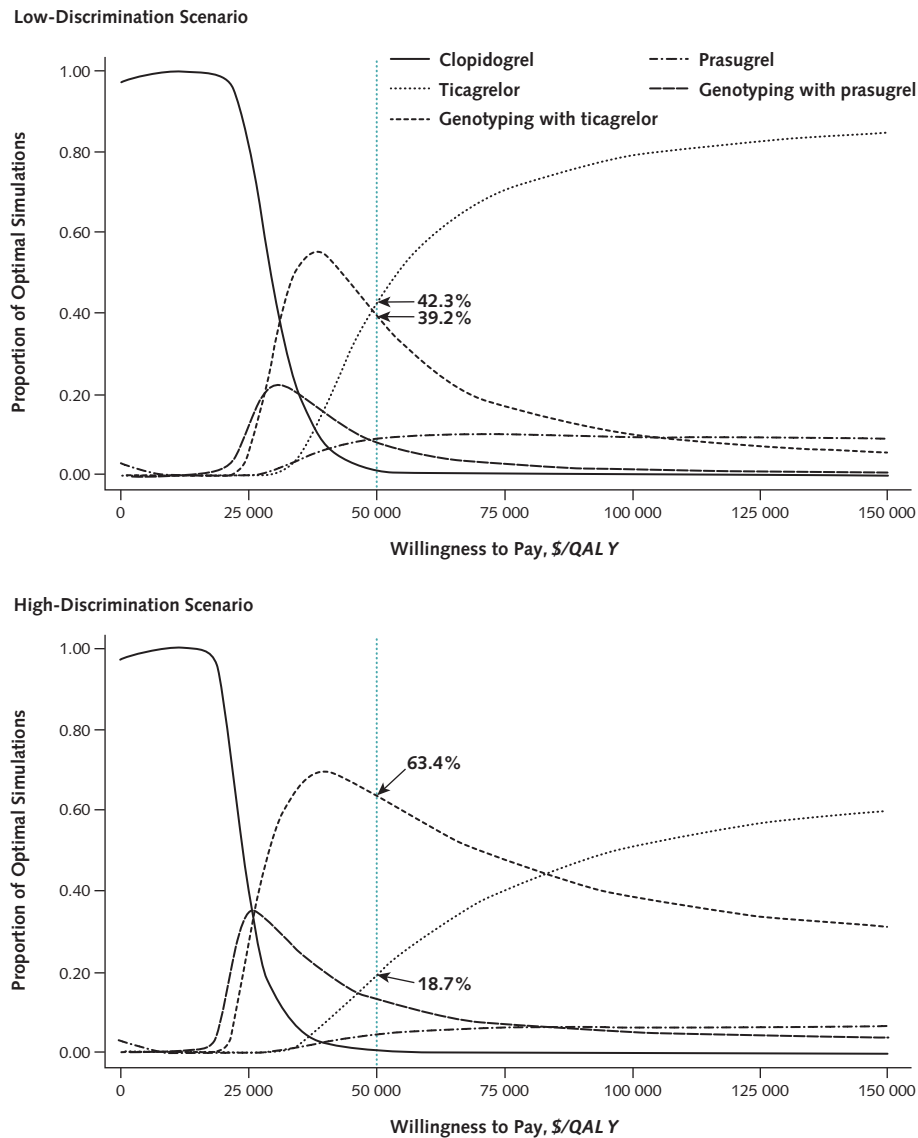 Low-Discrimination Scenario
Clopidogrel
Prasugrel
Ticagrelor
Genotyping with prasugrel
Genotyping with ticagrelor
Proportion of Optimal Simulations
1.00
0.80
0.60
0.40
0.20
0.00
42.3%
39.2%
0 25 000 50 000 75 000 100 000 125 000 150 000
Willingness to Pay, $/QALY
High-Discrimination Scenario
Proportion of Optimal Simulations
1.00
0.80
0.60
0.40
0.20
0.00
63.4%
18.7%
0 25 000 50 000 75 000 100 000 125 000 150 000
Willingness to Pay, $/QALY